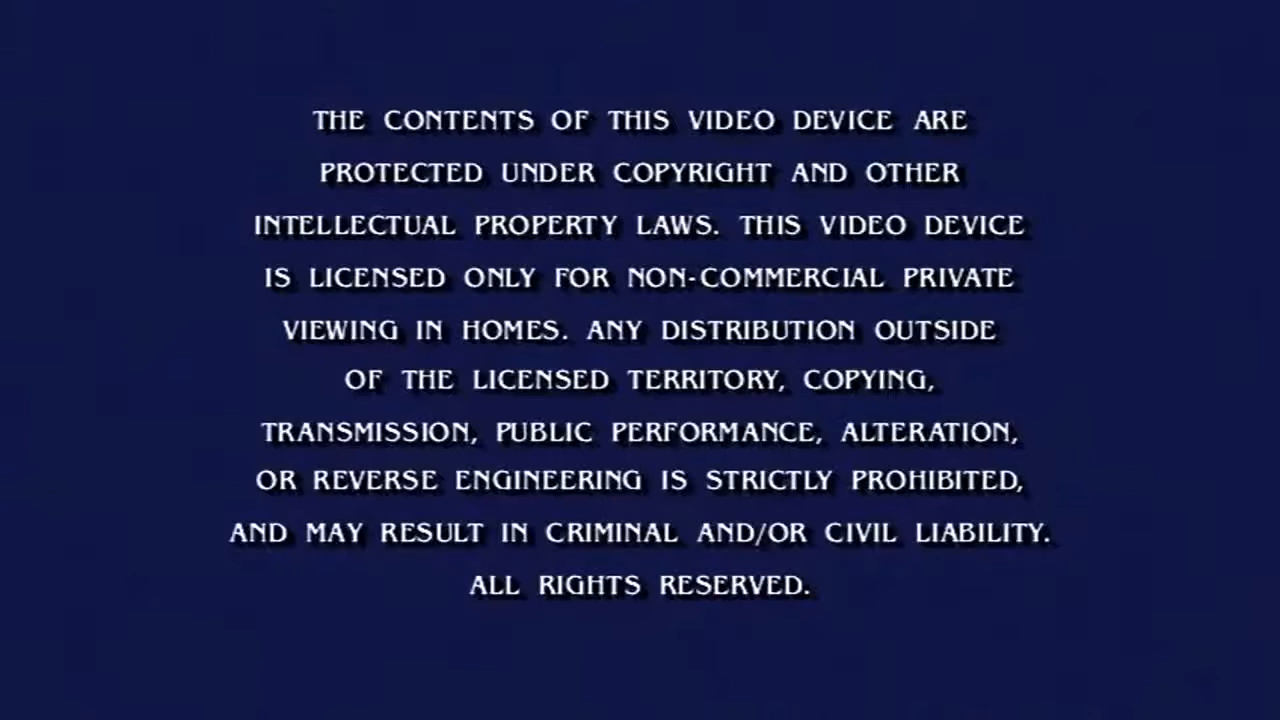 THE CONTENTS OF THIS VIDEO DEVICE ARE
PROTECTED UNDER COPYRIGHT AND OTHER
INTELLECTUAL PROPERTY LAWS. THIS VIDEO DEVICE
IS LICENSED ONLY FOR NON-COMMERCIAL PRIVATE
VIEWING IN HOMES. ANY DISTRIBUTION OUTSIDE
OF THE LICENSED TERRITORY, COPYING,
TRANSMISSION, PUBLIC PERFORMANCE, ALTERATION,
OR REVERSE ENGINEERING IS STRICTLY PROHIBITED,
AND MAY RESULT IN CRIMINAL AND/OR CIVIL LIABILITY.
ALL RIGHTS RESERVED.